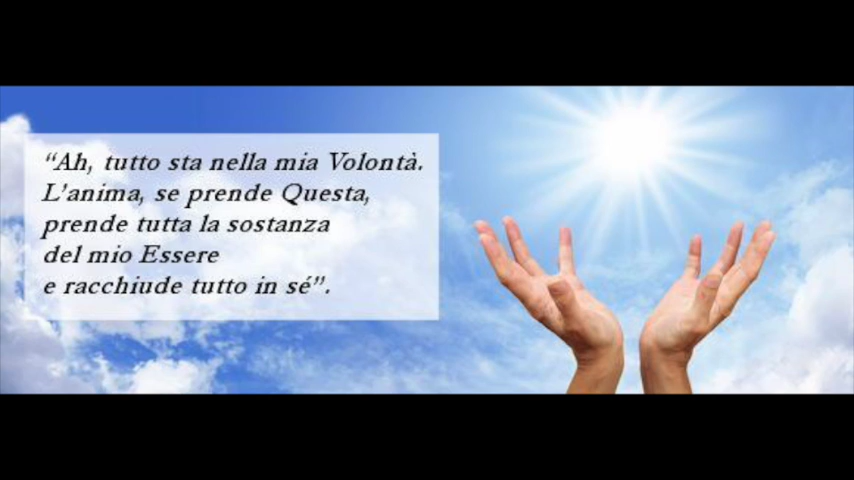 “Ah, tutto sta nella mia Volontà.
L’anima, se prende Questa,
prende tutta la sostanza
del mio Essere
e racchiude tutto in sé”.